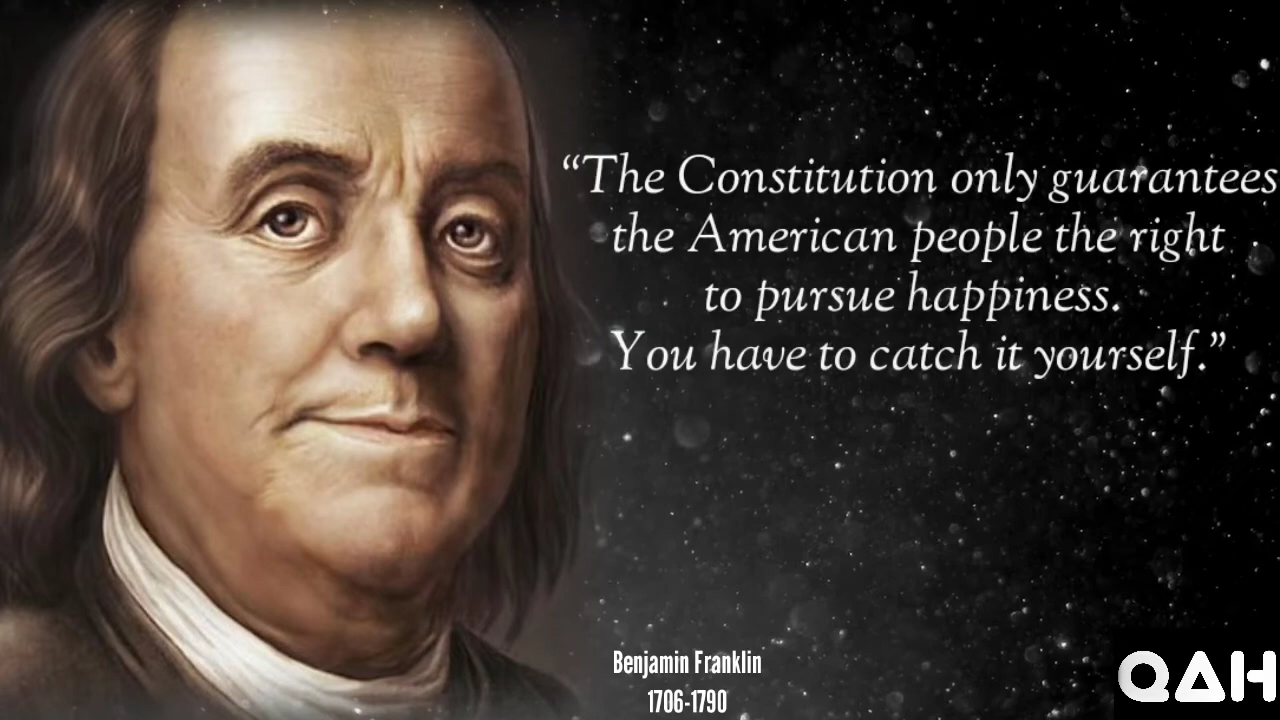 “The Constitution only guarantees
the American people the right
to pursue happiness.
You have to catch it yourself.”
Benjamin Franklin
1706-1790
QAH